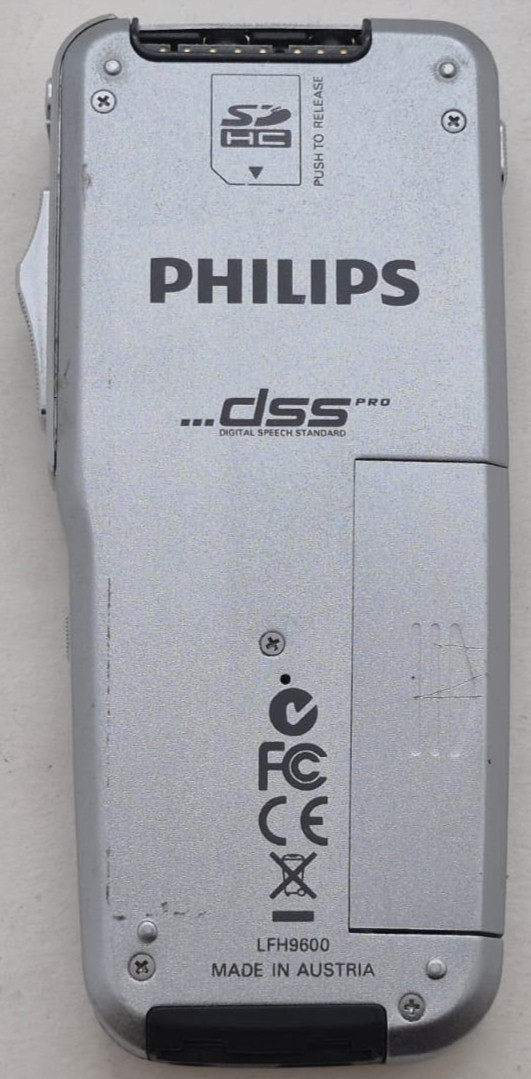 SD
HC
PUSH TO RELEASE
PHILIPS
...dss PRO
DIGITAL SPEECH STANDARD
FC
CE
LFH9600
MADE IN AUSTRIA